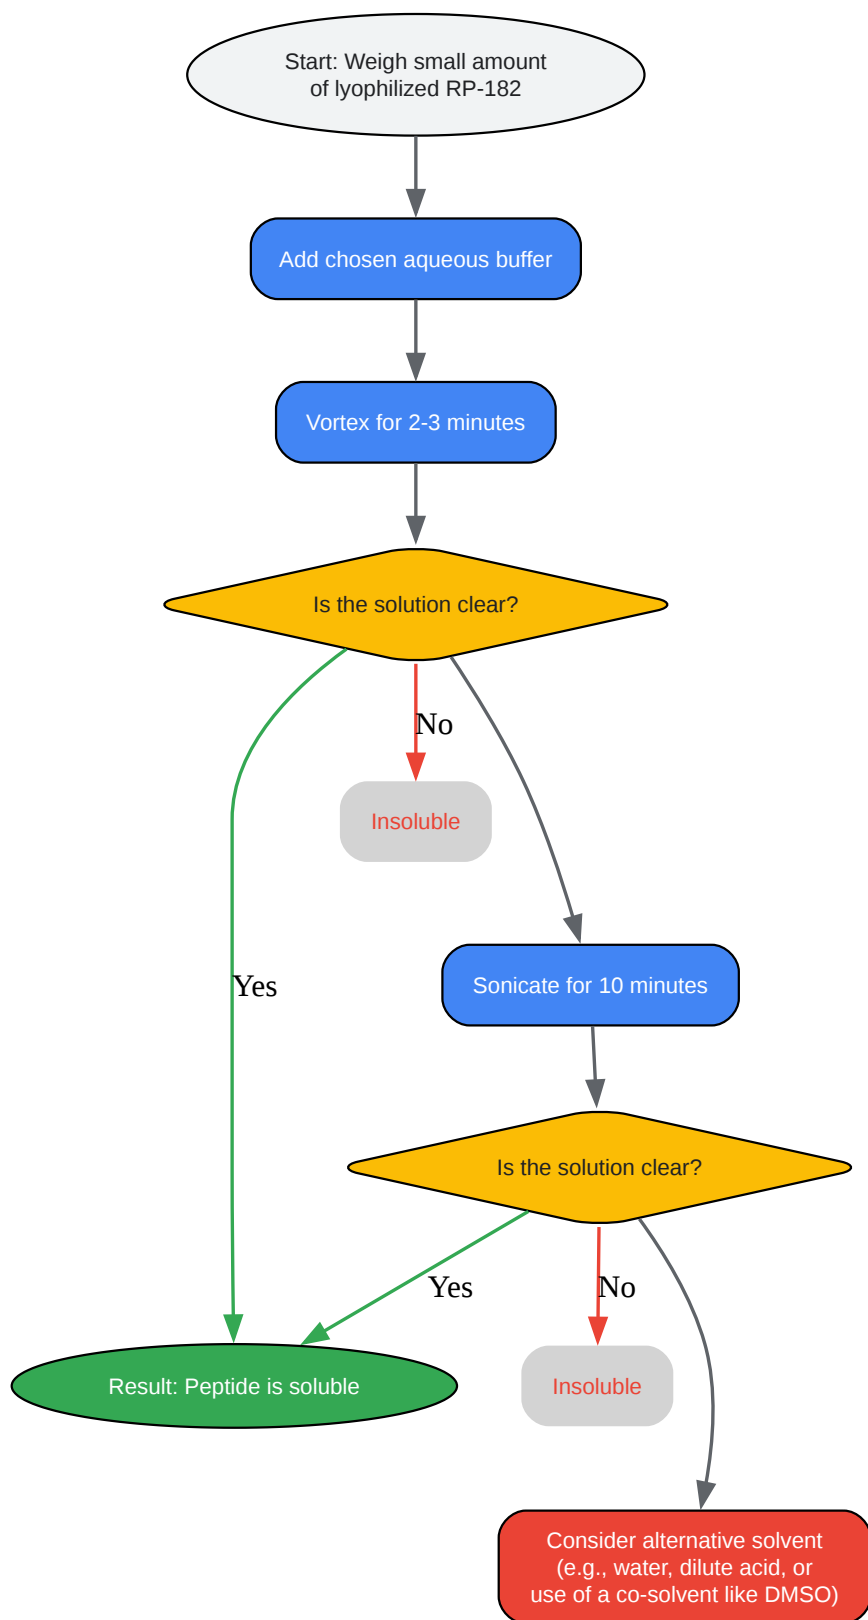 Start: Weigh small amount
of lyophilized RP-182
Add chosen aqueous buffer
Vortex for 2-3 minutes
Is the solution clear?
No
Insoluble
Yes
Sonicate for 10 minutes
Is the solution clear?
Yes
No
Result: Peptide is soluble
Insoluble
Consider alternative solvent
(e.g., water, dilute acid, or
use of a co-solvent like DMSO)